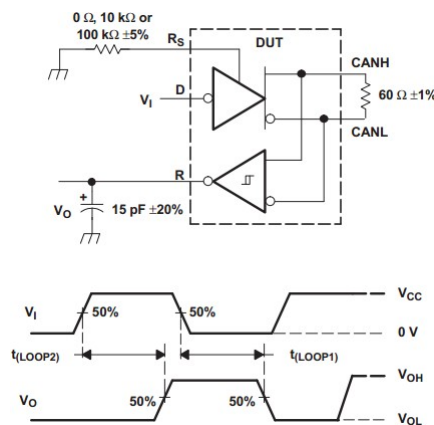 0 Ω, 10 kΩ or
100 kΩ ±5%
RS
DUT
CANH
D
VI
60 Ω ±1%
CANL
R
+
VO
15 pF ±20%
VI
50%
50%
VCC
0 V
t(LOOP2)
t(LOOP1)
VO
50%
50%
VOH
VOL